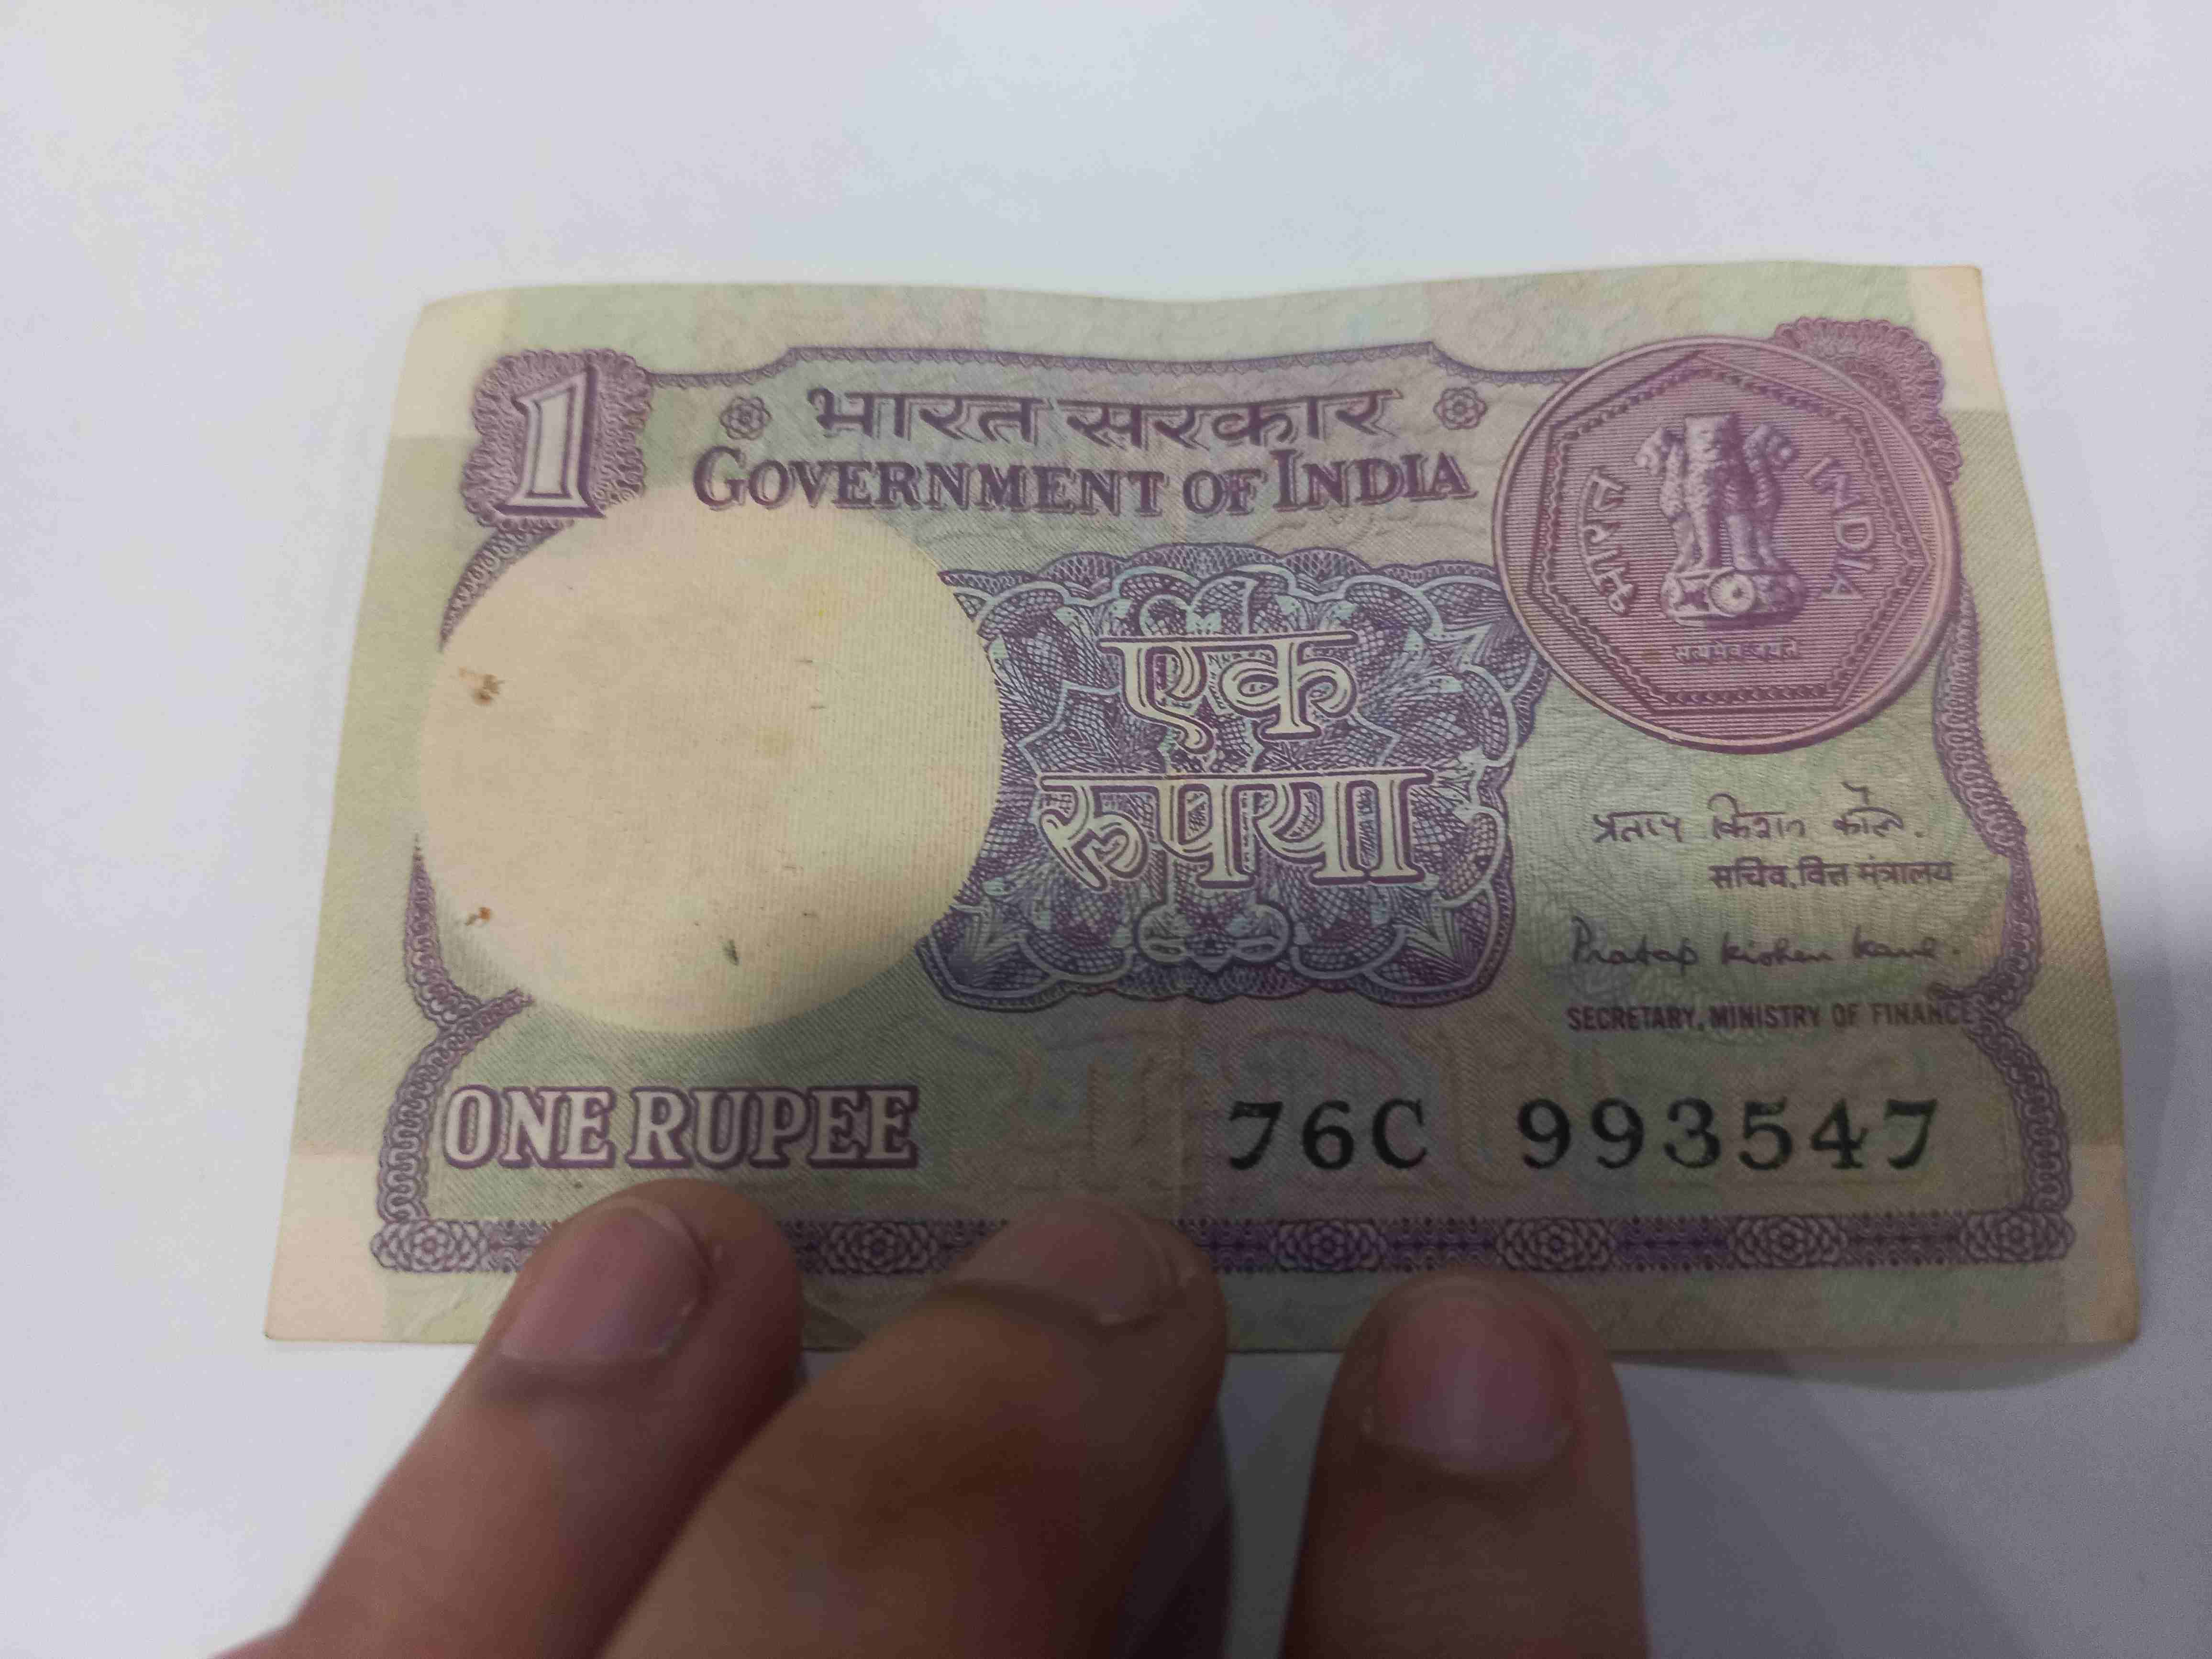 1
भारत सरकार
GOVERNMENT OF INDIA
भारत INDIA
सत्यमेव जयते
एक
रुपया
प्रताप किशन कौल.
सचिव, वित्त मंत्रालय
Pratap Kishen Kaul.
SECRETARY, MINISTRY OF FINANCE
ONE RUPEE
76C 993547